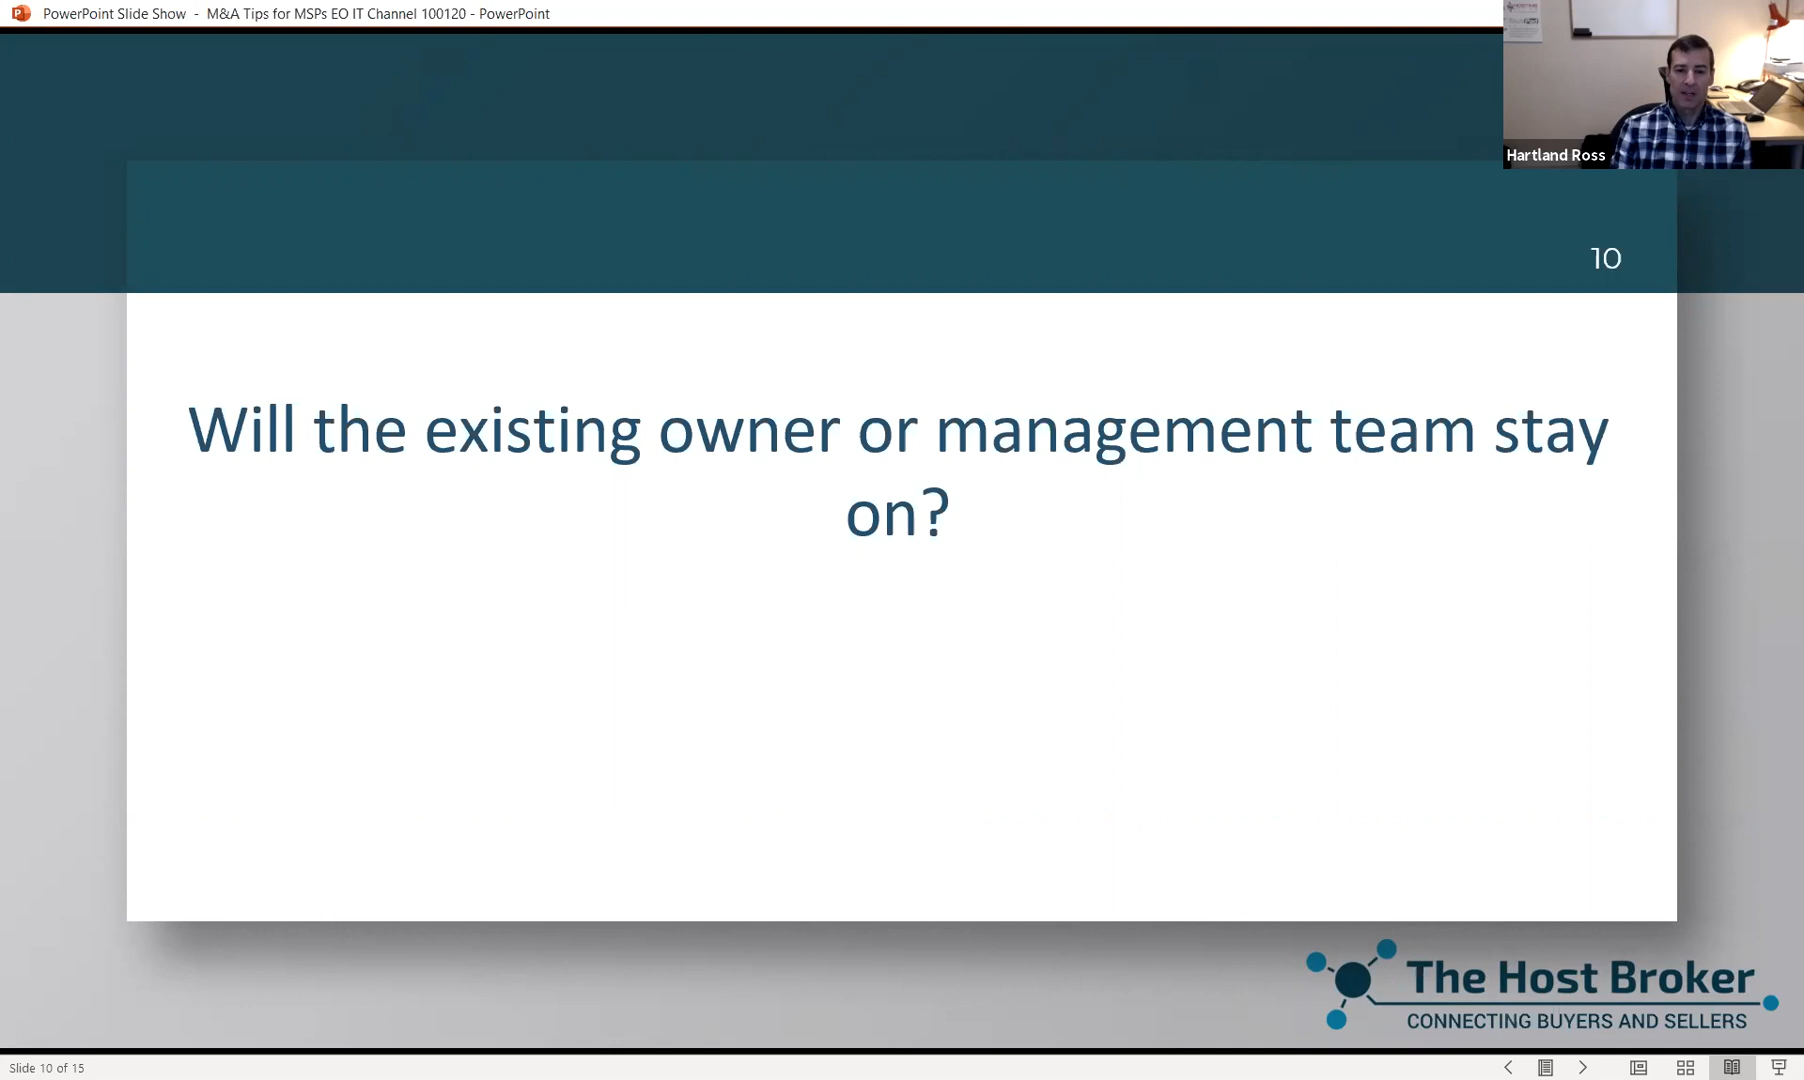 PowerPoint Slide Show - M&A Tips for MSPs EO IT Channel 100120 - PowerPoint
Hartland Ross
10
Will the existing owner or management team stay
on?
The Host Broker
CONNECTING BUYERS AND SELLERS
Slide 10 of 15